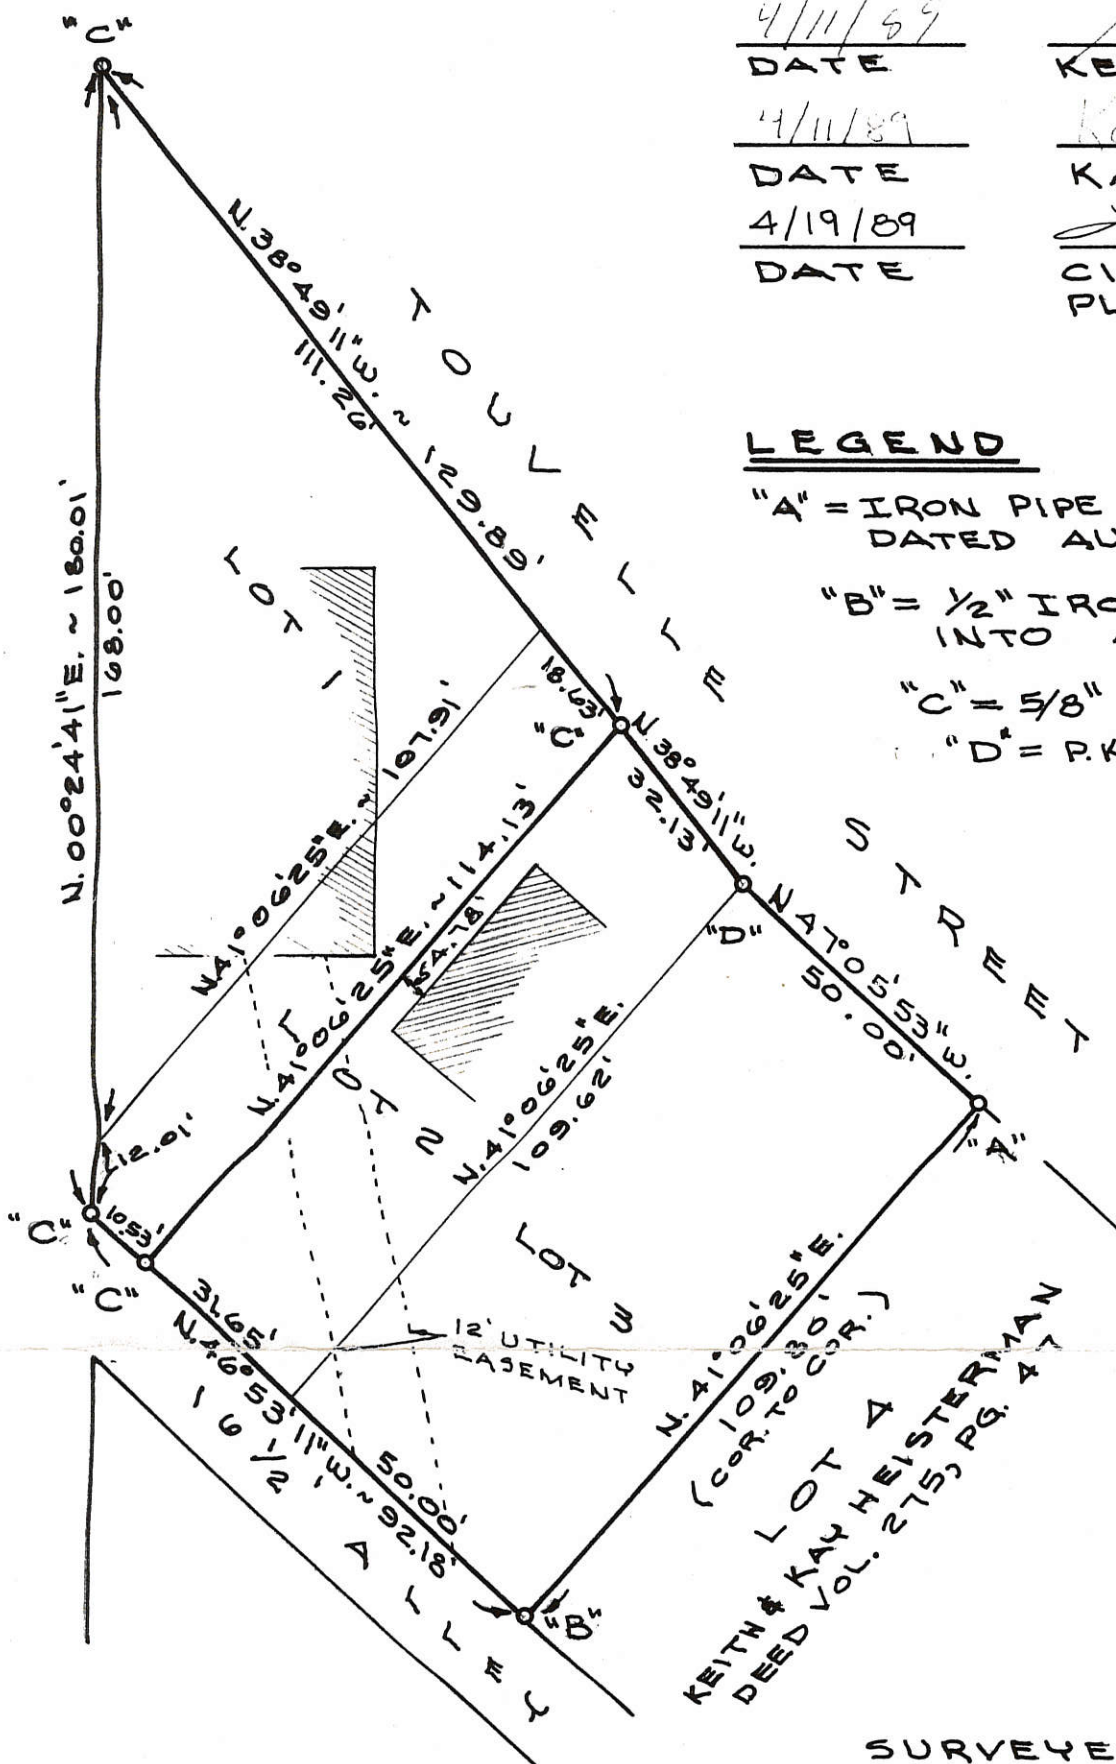 "C"
4/11/89
DATE
KE
4/11/89
DATE
KA
4/19/89
DATE
CI
PL
N. 38°49'11"W. ~ 129.89'
111.26'
TOUVELLE STREET
LEGEND
"A" = IRON PIPE
DATED AU
"B" = 1/2" IRO
INTO
"C" = 5/8"
"D" = P.K
N. 00°24'41"E. ~ 180.01'
168.00'
LOT 1
18.63'
"C"
N. 38°49'11"W.
32.13'
N. 41°06'25"E. ~ 107.91'
N. 41°06'25"E. ~ 114.13'
54.78'
"D"
N 47°05'53"W.
50.00'
LOT 2
N. 41°06'25"E.
109.62'
"A"
12.01'
"C"
10.53'
"C"
LOT 3
31.65'
N. 46°53'11"W. ~ 92.18'
50.00'
12' UTILITY
EASEMENT
N. 41°06'25"E.
109.80'
(COR. TO COR.)
16 1/2' ALLEY
"B"
LOT 4
KEITH & KAY HEISTERMAN
DEED VOL. 275, PG. 47
SURVEYE